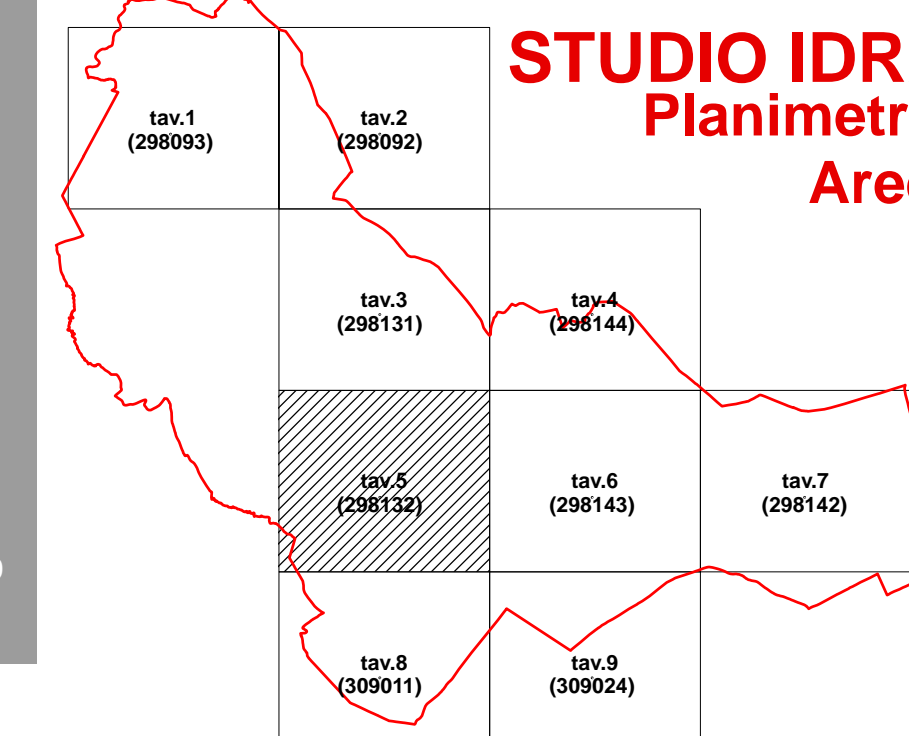 STUDIO IDR
Planimetr
Area
tav.1
(298093)
tav.2
(298092)
tav.3
(298131)
tav.4
(298144)
tav.5
(298132)
tav.6
(298143)
tav.7
(298142)
tav.8
(309011)
tav.9
(309024)